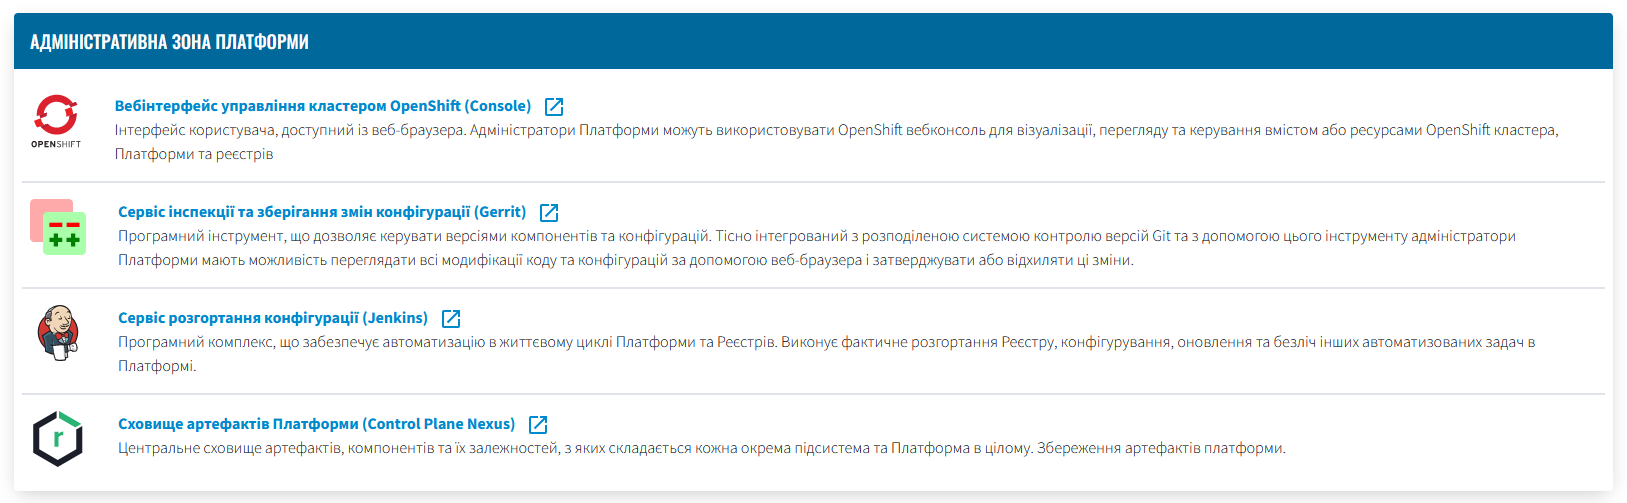 АДМІНІСТРАТИВНА ЗОНА ПЛАТФОРМИ
Вебінтерфейс управління кластером OpenShift (Console)
Інтерфейс користувача, доступний із веб-браузера. Адміністратори Платформи можуть використовувати OpenShift вебконсоль для візуалізації, перегляду та керування вмістом або ресурсами OpenShift кластера,
Платформи та реєстрів
OPENSHIFT
Сервіс інспекції та зберігання змін конфігурації (Gerrit)
Програмний інструмент, що дозволяє керувати версіями компонентів та конфігурацій. Тісно інтегрований з розподіленою системою контролю версій Git та з допомогою цього інструменту адміністратори
Платформи мають можливість переглядати всі модифікації коду та конфігурацій за допомогою веб-браузера і затверджувати або відхиляти ці зміни.
Сервіс розгортання конфігурації (Jenkins)
Програмний комплекс, що забезпечує автоматизацію в життєвому циклі Платформи та Реєстрів. Виконує фактичне розгортання Реєстру, конфігурування, оновлення та безліч інших автоматизованих задач в
Платформі.
r
Сховище артефактів Платформи (Control Plane Nexus)
Центральне сховище артефактів, компонентів та їх залежностей, з яких складається кожна окрема підсистема та Платформа в цілому. Збереження артефактів платформи.